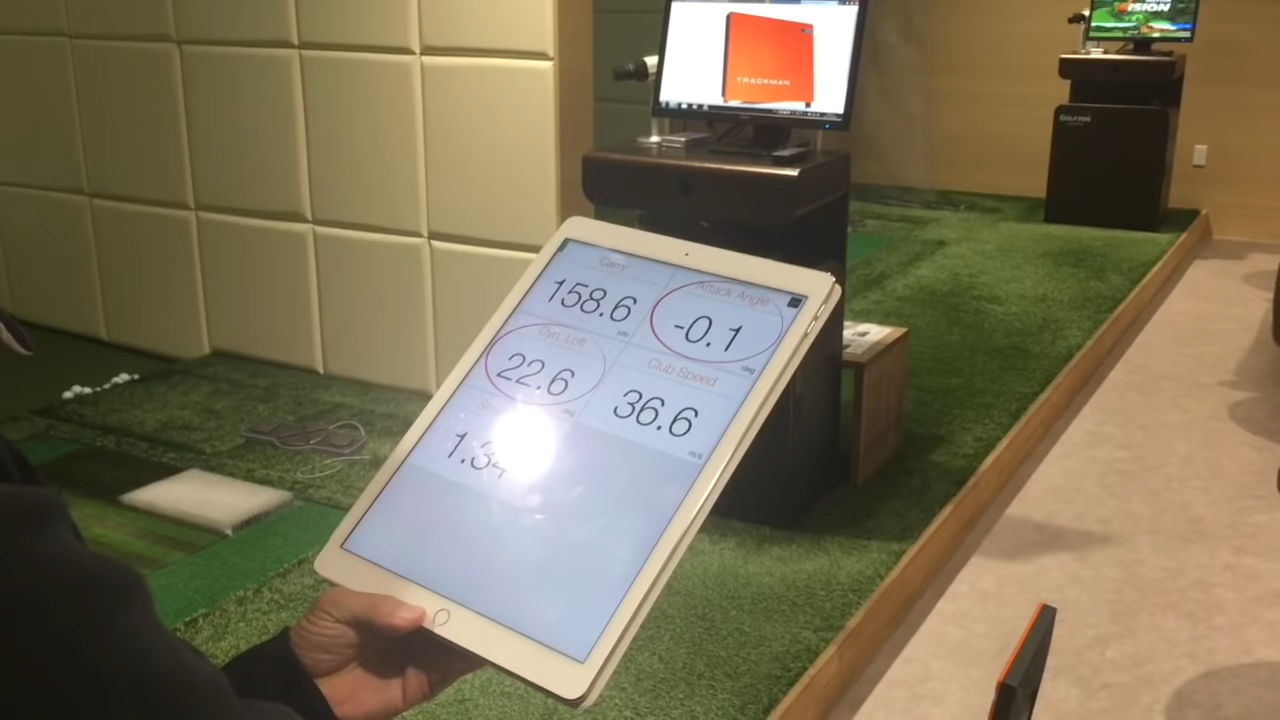 VISION
TRACKMAN
GOLFZON
Carry
158.6
yds
Attack Angle
-0.1
deg
Dyn. Loft
22.6
deg
Club Speed
36.6
m/s
1.34